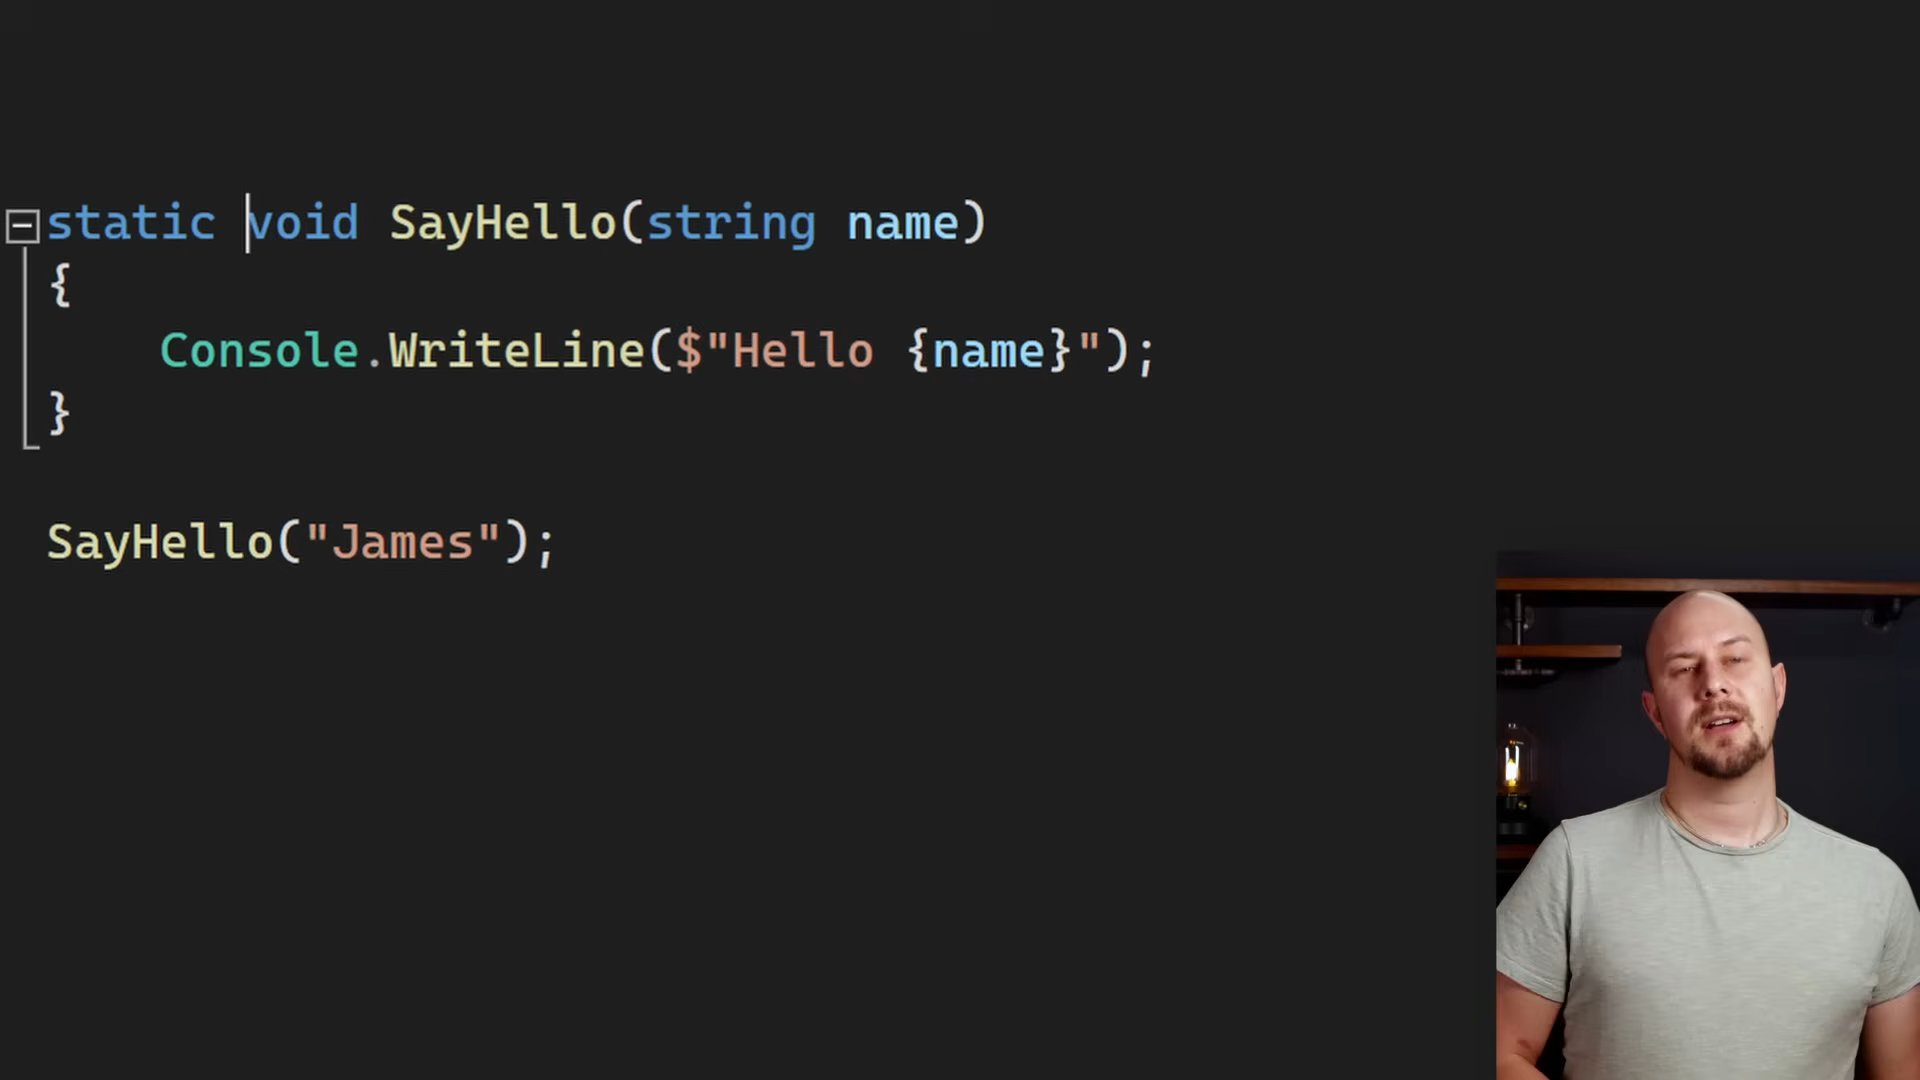 static void SayHello(string name)
{
    Console.WriteLine($"Hello {name}");
}
SayHello("James");